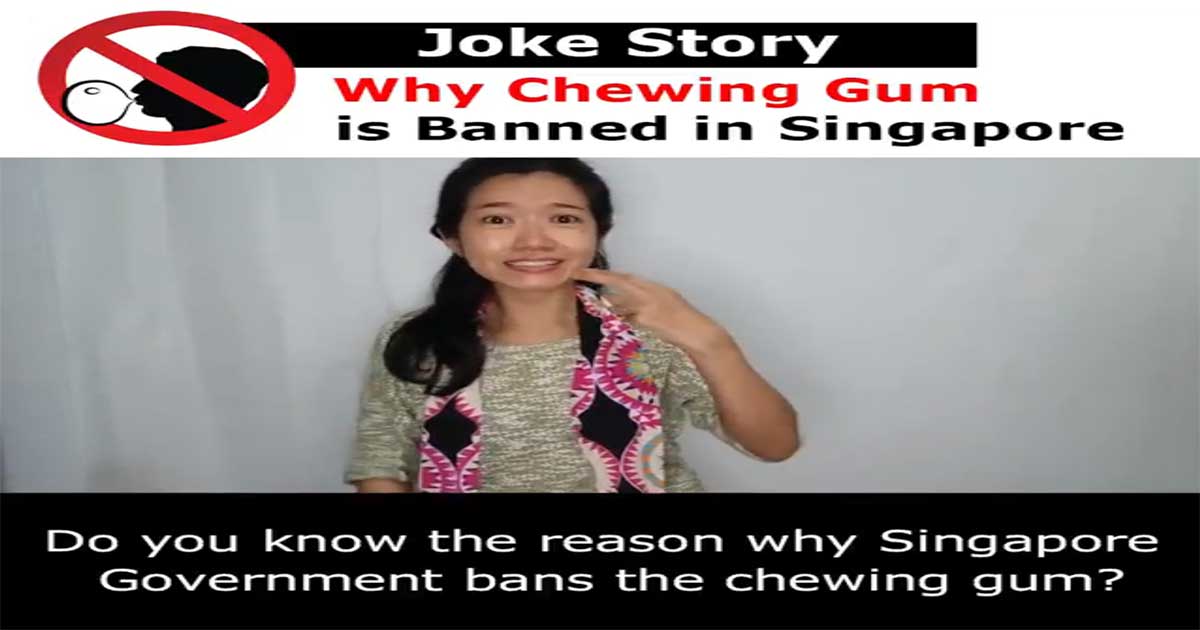 Joke Story
Why Chewing Gum
is Banned in Singapore
Do you know the reason why Singapore
Government bans the chewing gum?